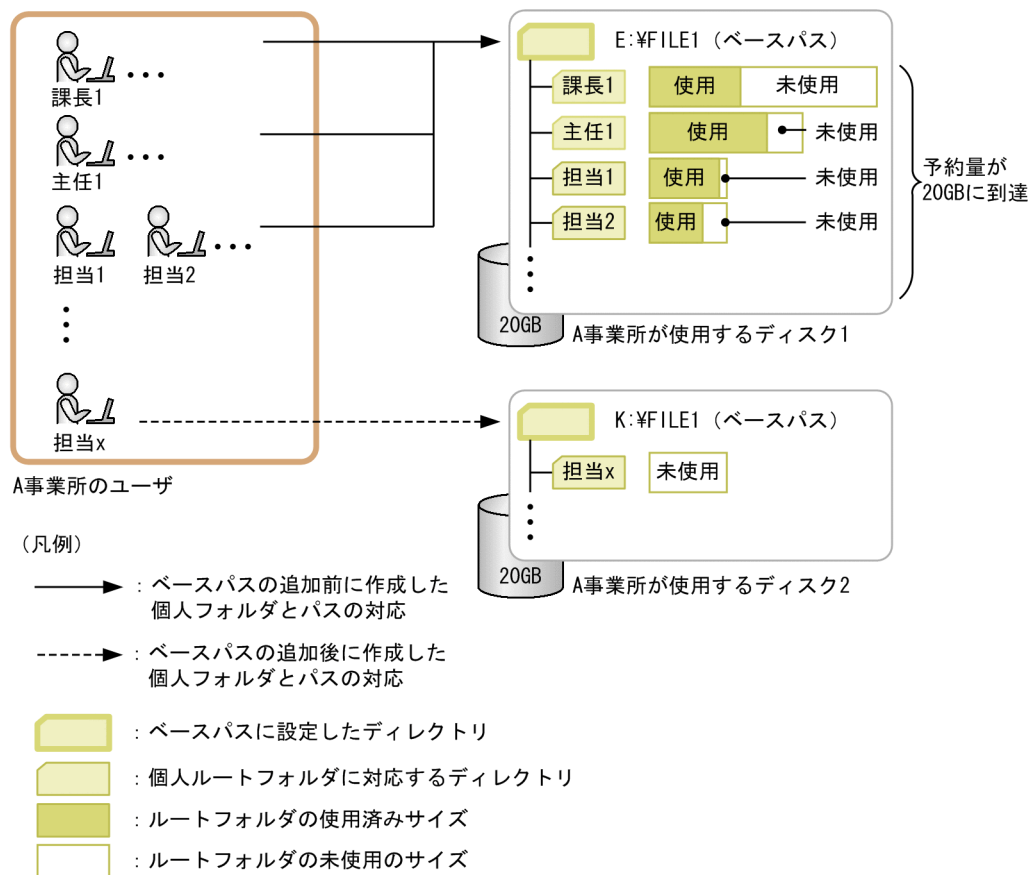 課長1
主任1
担当1
担当2
担当x
A事業所のユーザ
E:¥FILE1（ベースパス）
課長1
使用
未使用
主任1
使用
未使用
担当1
使用
未使用
担当2
使用
未使用
予約量が
20GBに到達
20GB
A事業所が使用するディスク1
K:¥FILE1（ベースパス）
担当x
未使用
20GB
A事業所が使用するディスク2
（凡例）
：ベースパスの追加前に作成した
個人フォルダとパスの対応
：ベースパスの追加後に作成した
個人フォルダとパスの対応
：ベースパスに設定したディレクトリ
：個人ルートフォルダに対応するディレクトリ
：ルートフォルダの使用済みサイズ
：ルートフォルダの未使用のサイズ